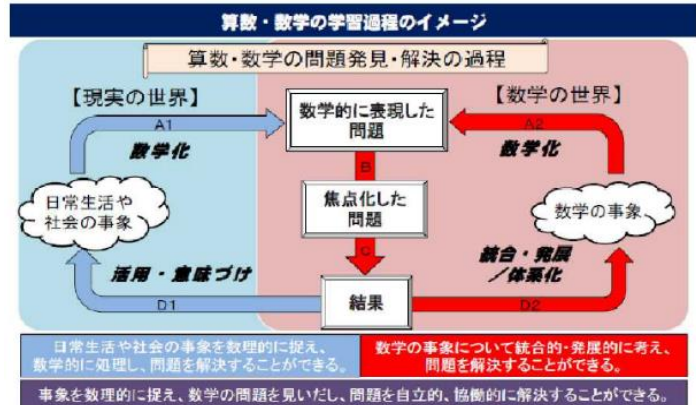 算数・数学の学習過程のイメージ
算数・数学の問題発見・解決の過程
【現実の世界】
【数学の世界】
A1
数学化
数学的に表現した
問題
A2
数学化
B
日常生活や
社会の事象
焦点化した
問題
数学の事象
C
活用・意味づけ
統合・発展
/体系化
D1
結果
D2
日常生活や社会の事象を数理的に捉え、
数学的に処理し、問題を解決することができる。
数学の事象について統合的・発展的に考え、
問題を解決することができる。
事象を数理的に捉え、数学の問題を見いだし、問題を自立的、協働的に解決することができる。